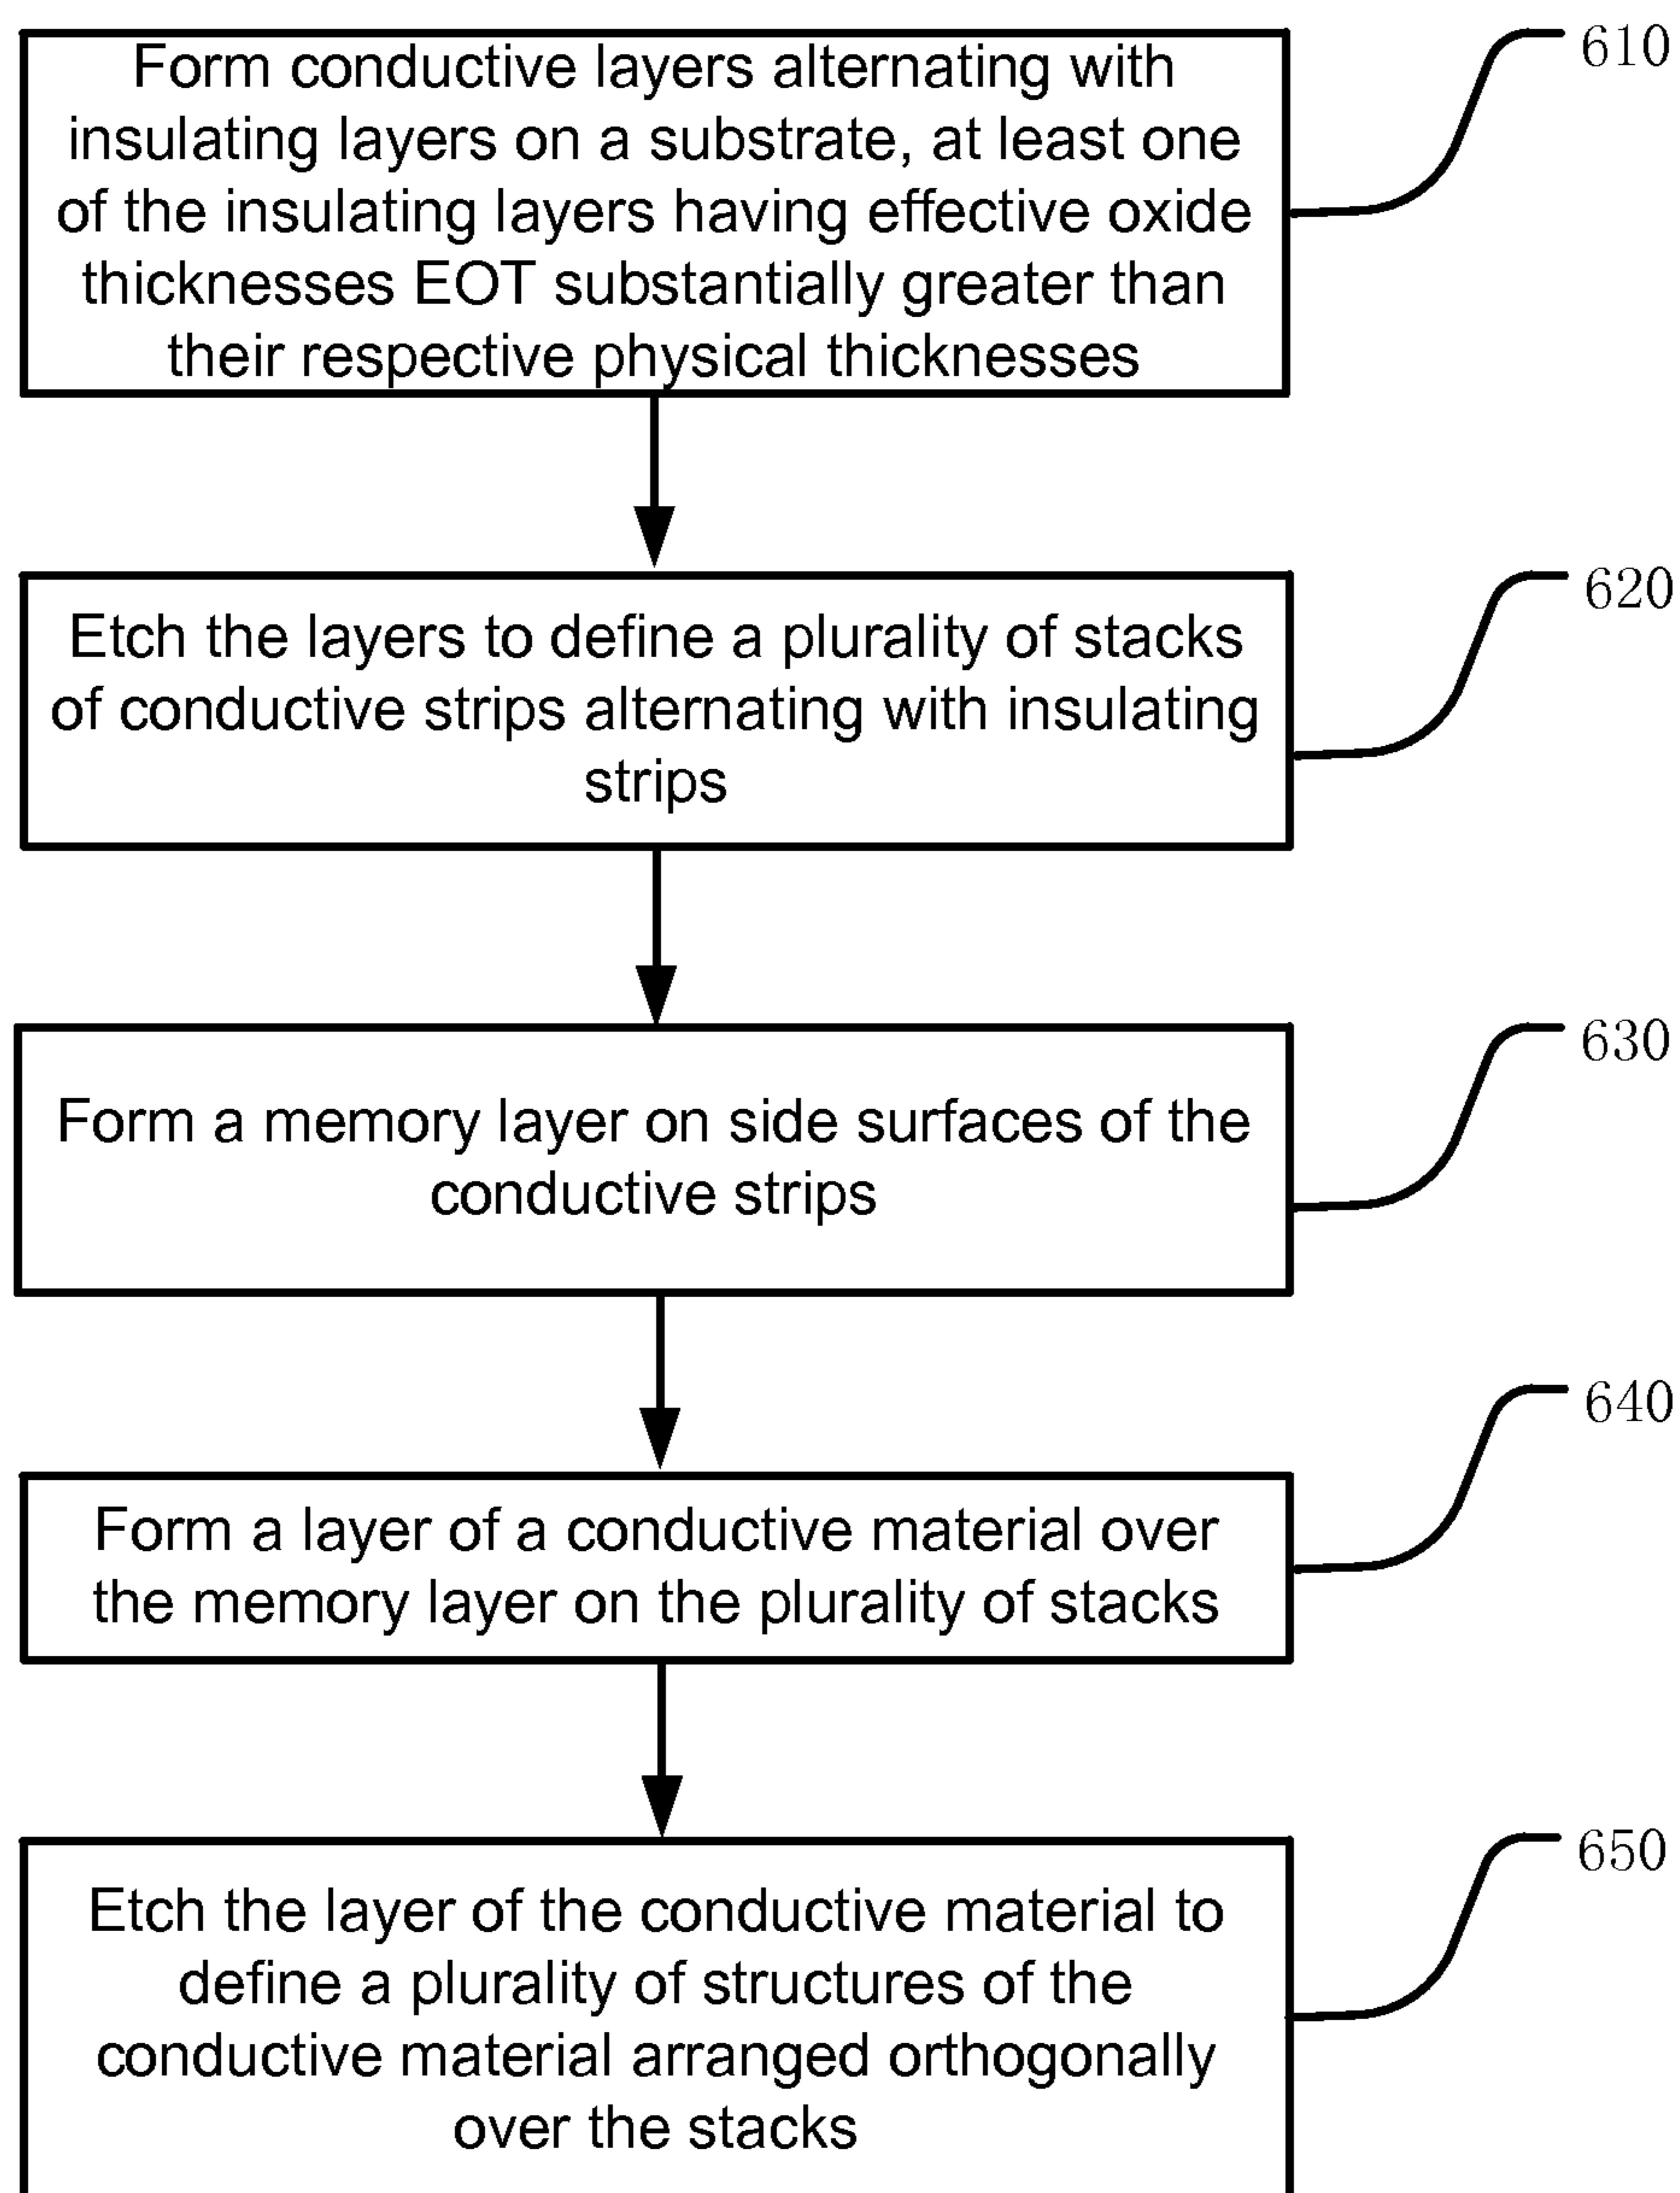 Form conductive layers alternating with
insulating layers on a substrate, at least one
of the insulating layers having effective oxide
thicknesses EOT substantially greater than
their respective physical thicknesses
610
Etch the layers to define a plurality of stacks
of conductive strips alternating with insulating
strips
620
Form a memory layer on side surfaces of the
conductive strips
630
Form a layer of a conductive material over
the memory layer on the plurality of stacks
640
Etch the layer of the conductive material to
define a plurality of structures of the
conductive material arranged orthogonally
over the stacks
650